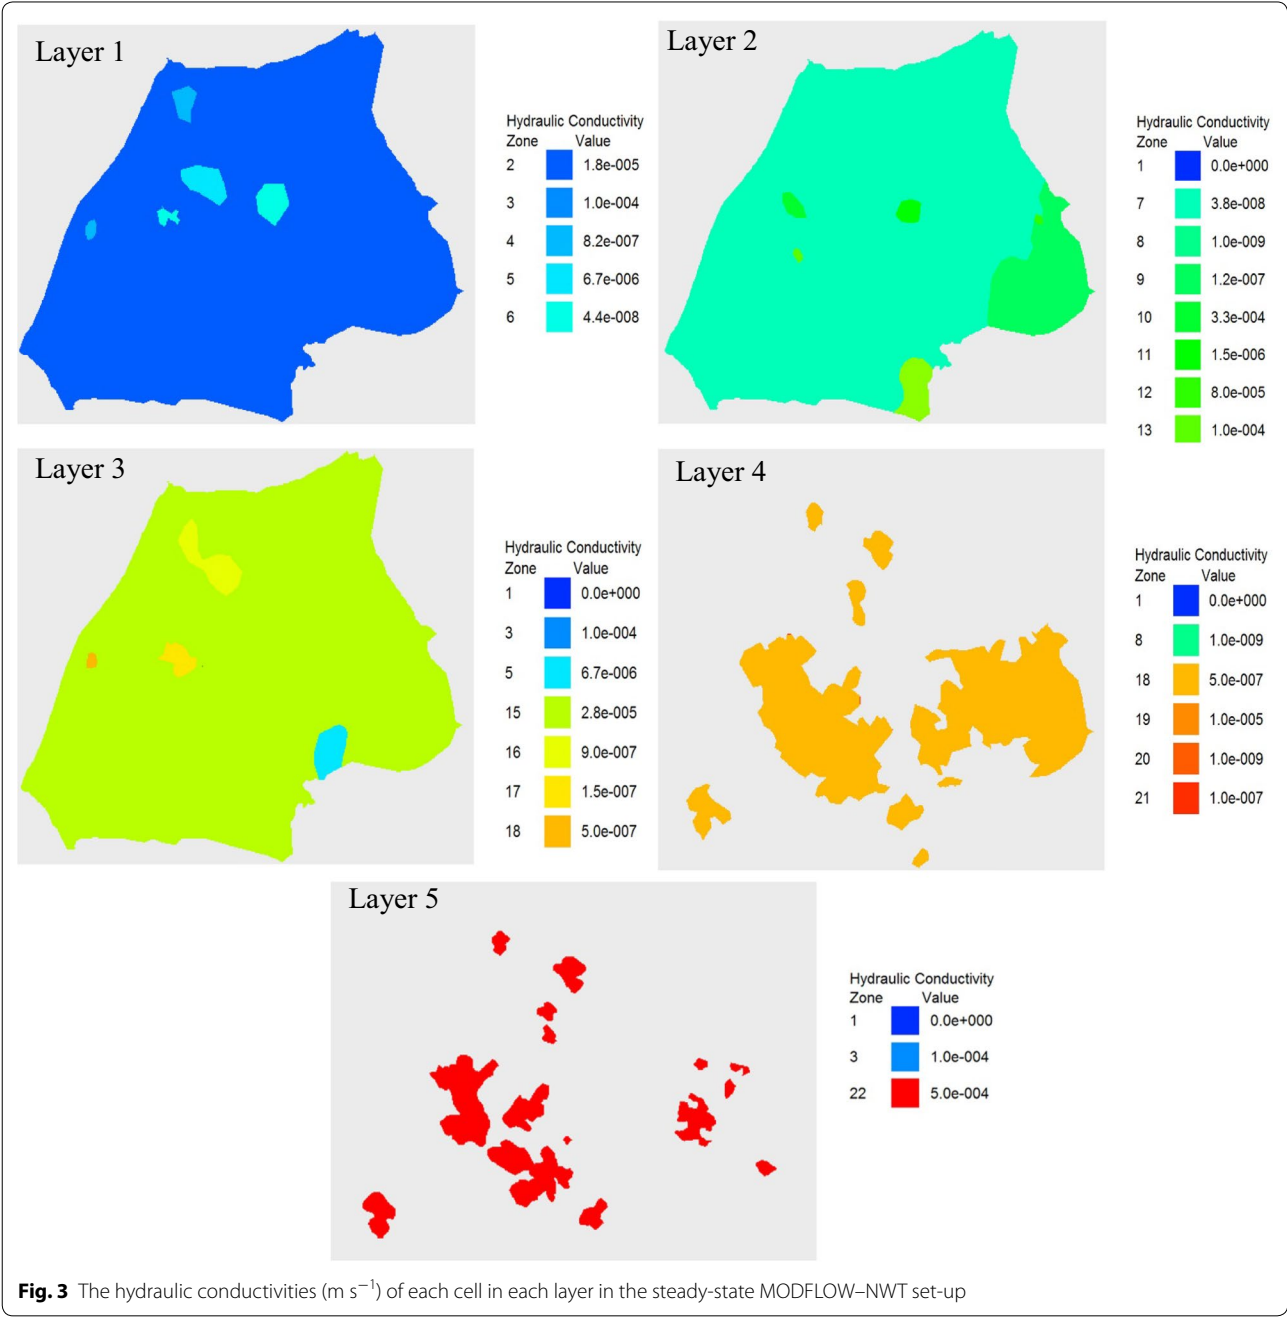 Layer 1
Hydraulic Conductivity
Zone Value
2 1.8e-005
3 1.0e-004
4 8.2e-007
5 6.7e-006
6 4.4e-008
Layer 2
Hydraulic Conductivity
Zone Value
1 0.0e+000
7 3.8e-008
8 1.0e-009
9 1.2e-007
10 3.3e-004
11 1.5e-006
12 8.0e-005
13 1.0e-004
Layer 3
Hydraulic Conductivity
Zone Value
1 0.0e+000
3 1.0e-004
5 6.7e-006
15 2.8e-005
16 9.0e-007
17 1.5e-007
18 5.0e-007
Layer 4
Hydraulic Conductivity
Zone Value
1 0.0e+000
8 1.0e-009
18 5.0e-007
19 1.0e-005
20 1.0e-009
21 1.0e-007
Layer 5
Hydraulic Conductivity
Zone Value
1 0.0e+000
3 1.0e-004
22 5.0e-004
Fig. 3 The hydraulic conductivities (m s⁻¹) of each cell in each layer in the steady-state MODFLOW–NWT set-up